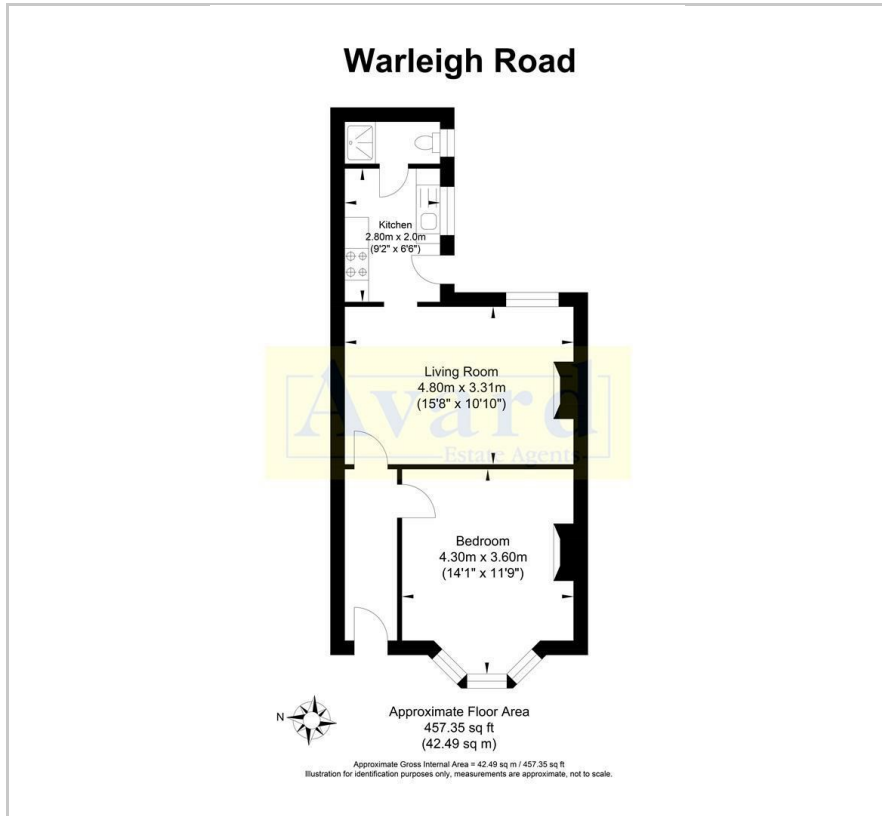 Warleigh Road
Kitchen
2.80m x 2.0m
(9'2" x 6'6")
Living Room
4.80m x 3.31m
(15'8" x 10'10")
Avard
Estate Agents
Bedroom
4.30m x 3.60m
(14'1" x 11'9")
N
Approximate Floor Area
457.35 sq ft
(42.49 sq m)
Approximate Gross Internal Area = 42.49 sq m / 457.35 sq ft
Illustration for identification purposes only, measurements are approximate, not to scale.